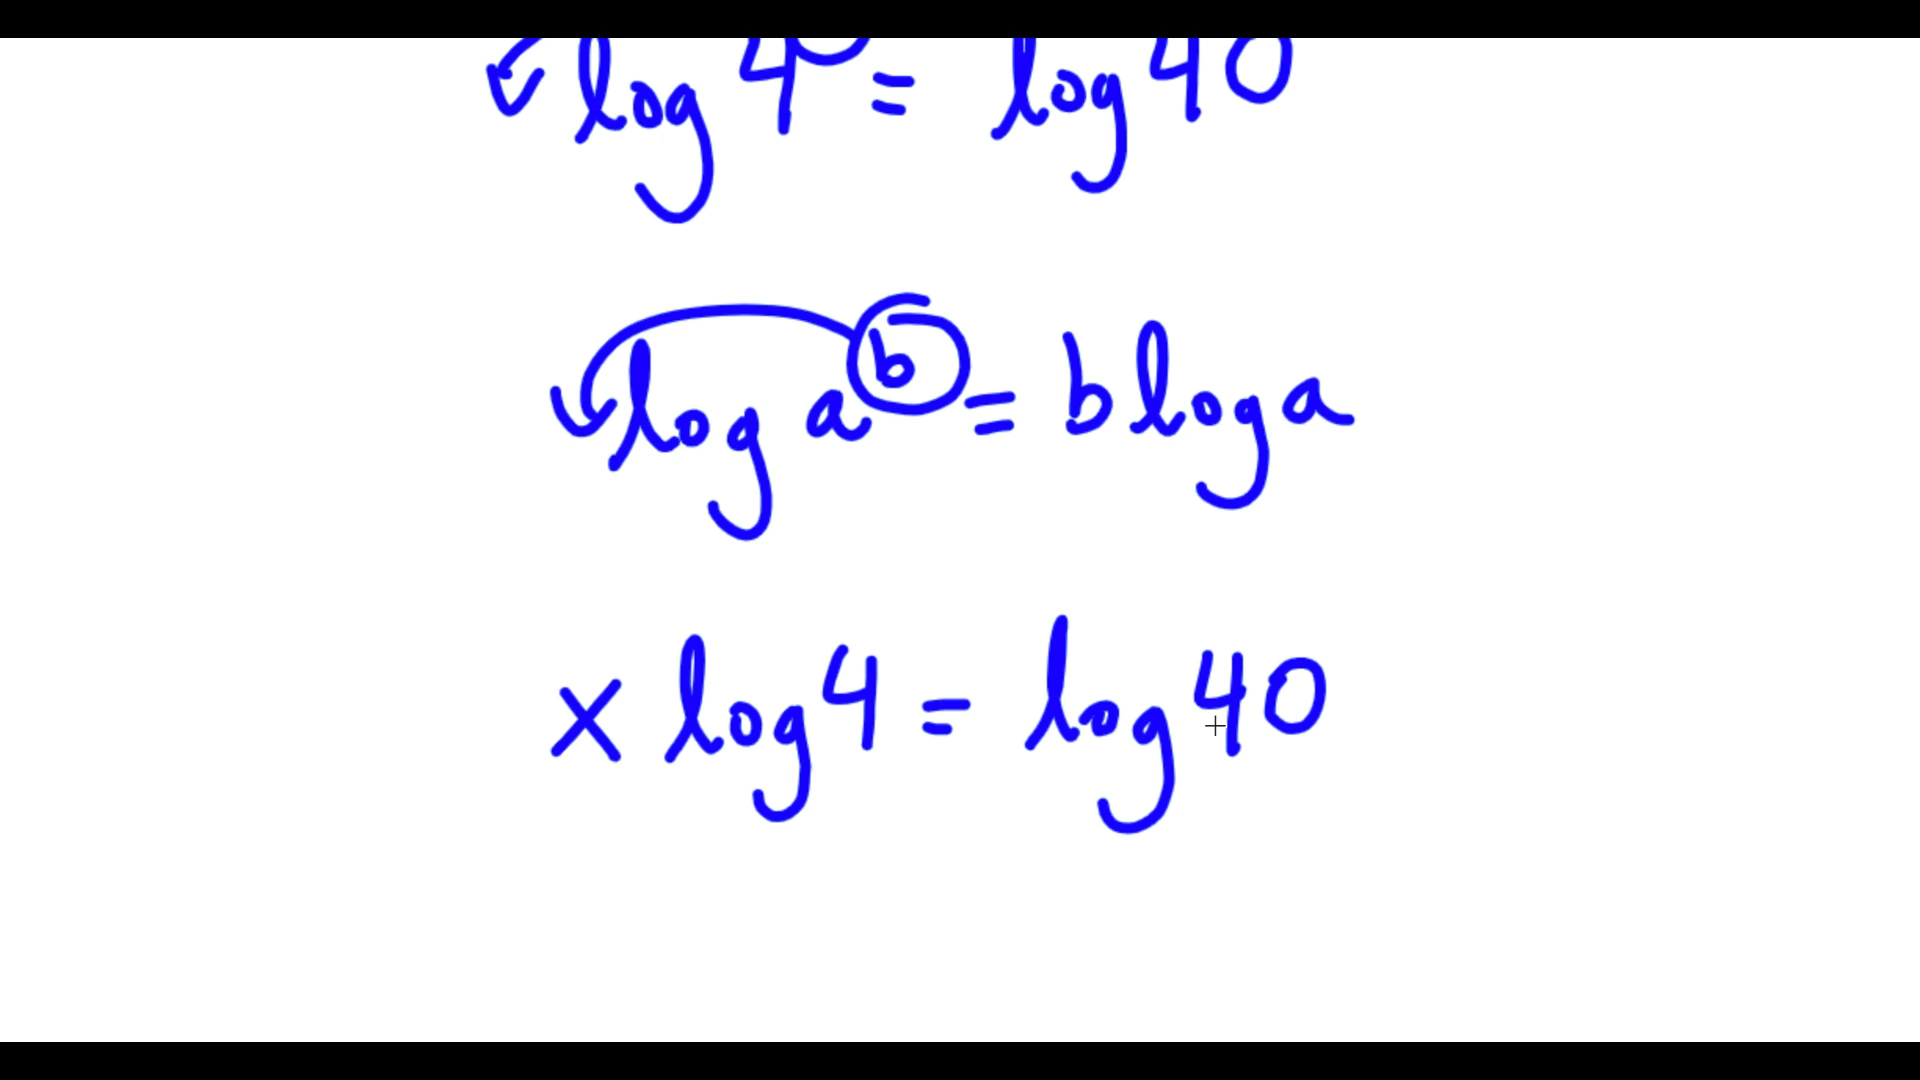 log 4 = log 40
log a^b = b log a
x log 4 = log 40